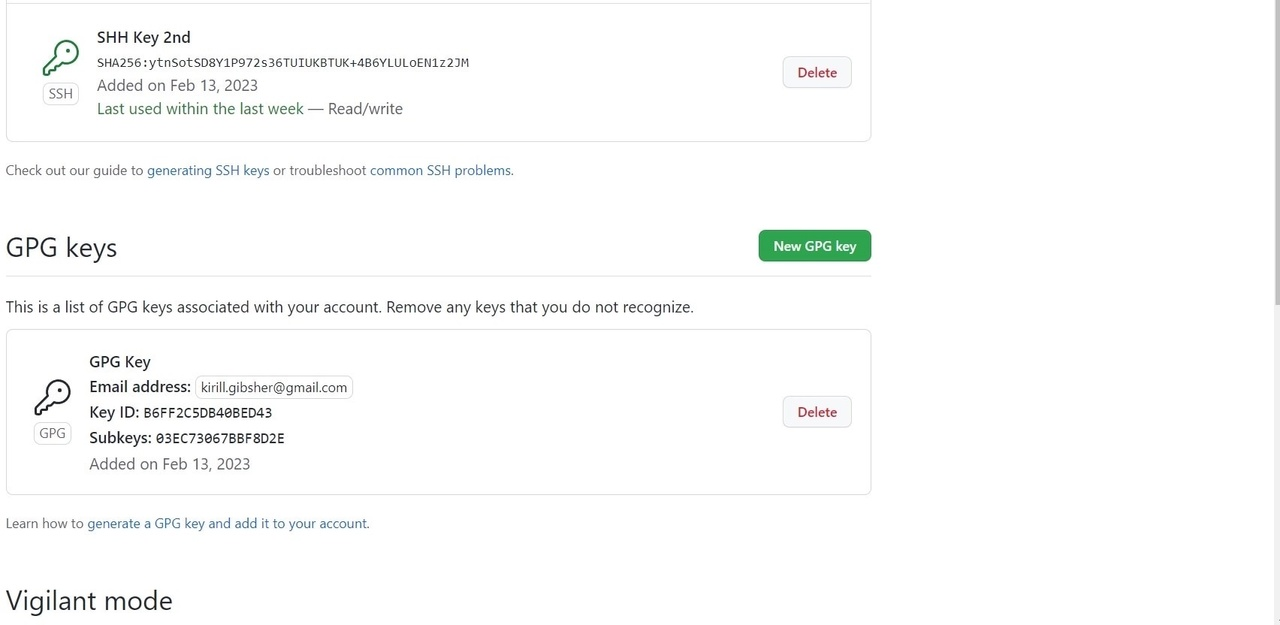 SHH Key 2nd
SHA256:ytnSotSD8Y1P972s36TUIUKBTUK+4B6YLULoEN1z2JM
Added on Feb 13, 2023
Last used within the last week — Read/write
SSH
Delete
Check out our guide to generating SSH keys or troubleshoot common SSH problems.
GPG keys
New GPG key
This is a list of GPG keys associated with your account. Remove any keys that you do not recognize.
GPG Key
Email address: kirill.gibsher@gmail.com
Key ID: B6FF2C5DB40BED43
Subkeys: 03EC73067BBF8D2E
Added on Feb 13, 2023
GPG
Delete
Learn how to generate a GPG key and add it to your account.
Vigilant mode